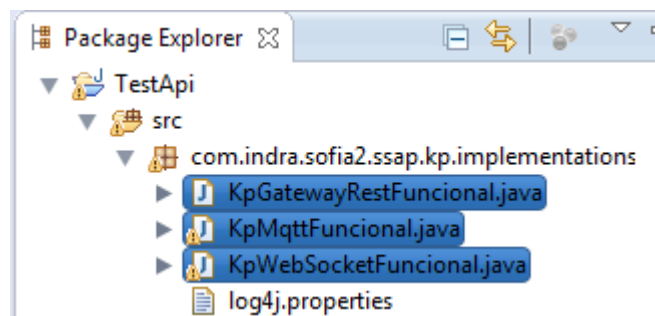 Package Explorer
TestApi
src
com.indra.sofia2.ssap.kp.implementations
KpGatewayRestFuncional.java
KpMqttFuncional.java
KpWebSocketFuncional.java
log4j.properties